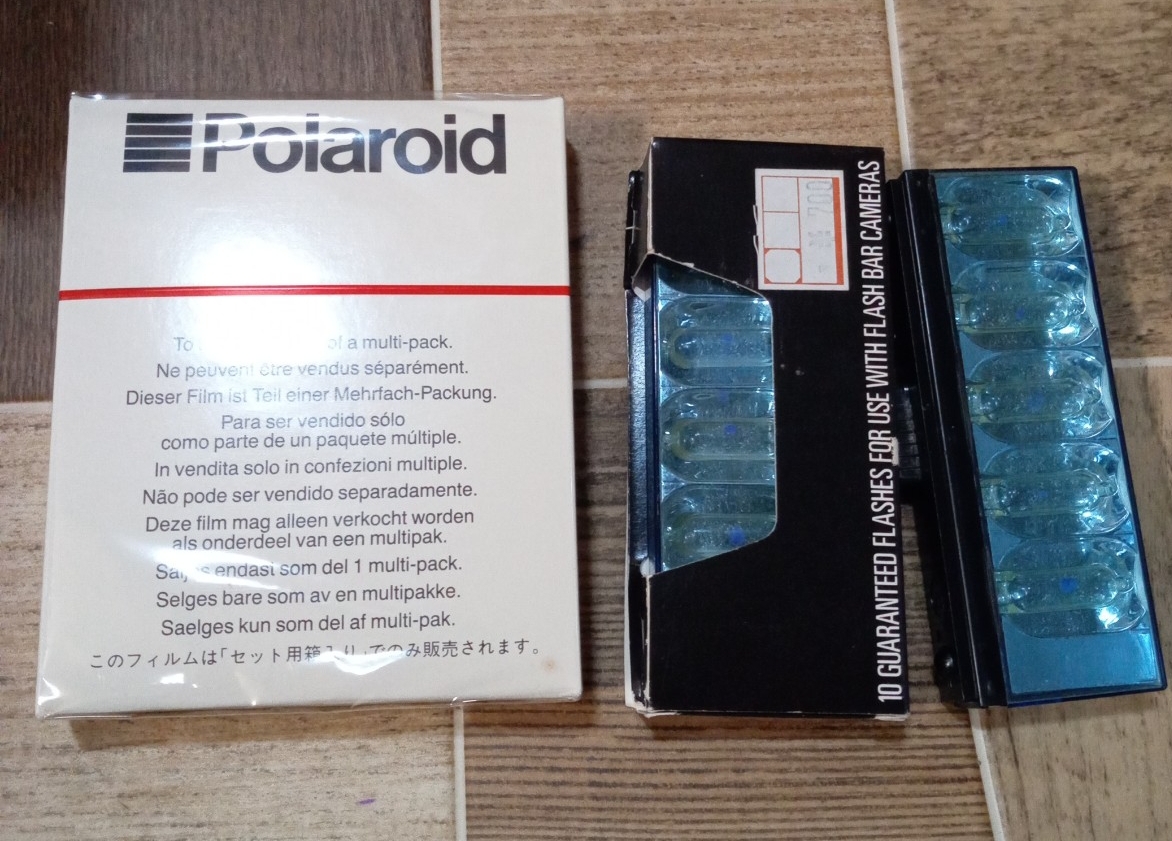 Polaroid
To of a multi-pack.
Ne peuvent être vendus séparément.
Dieser Film ist Teil einer Mehrfach-Packung.
Para ser vendido sólo
como parte de un paquete múltiple.
In vendita solo in confezioni multiple.
Não pode ser vendido separadamente.
Deze film mag alleen verkocht worden
als onderdeel van een multipak.
Säljes endast som del 1 multi-pack.
Selges bare som av en multipakke.
Saelges kun som del af multi-pak.
このフィルムは「セット用箱入り」でのみ販売されます。
10 GUARANTEED FLASHES FOR USE WITH FLASH BAR CAMERAS
700